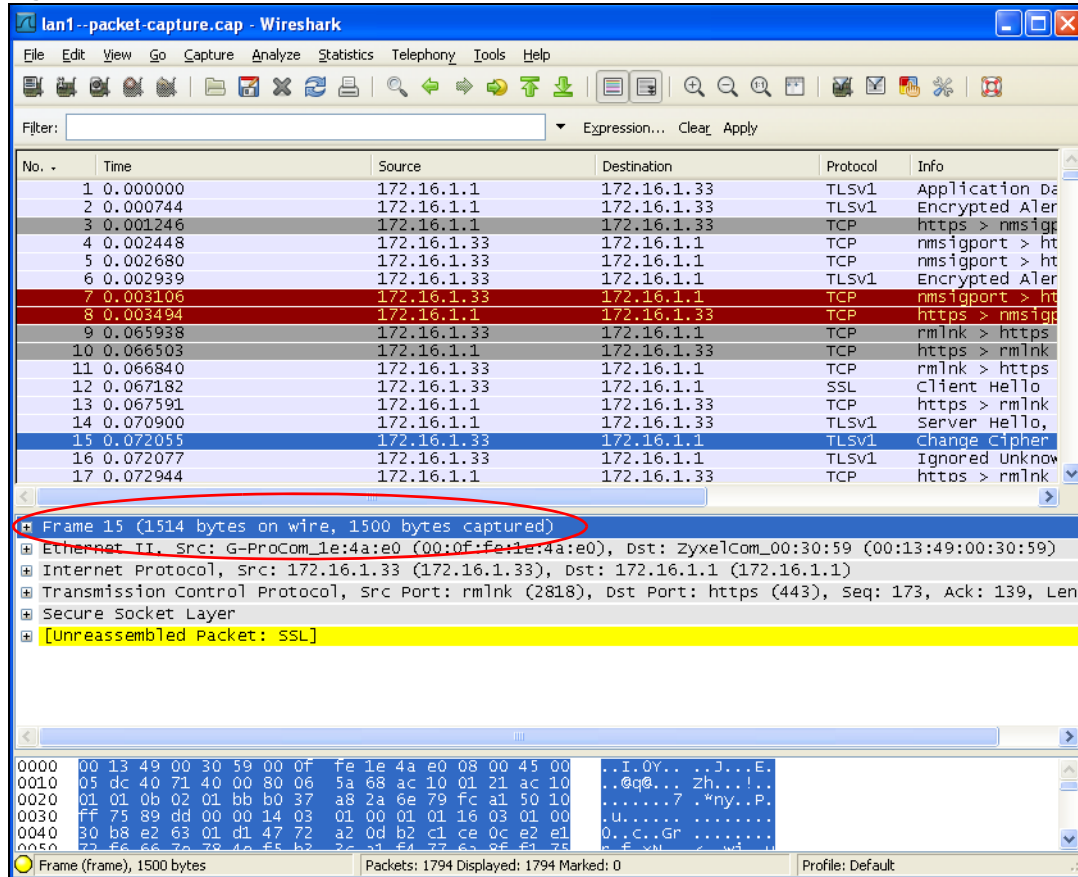 lan1--packet-capture.cap - Wireshark
File Edit View Go Capture Analyze Statistics Telephony Tools Help
Filter: Expression... Clear Apply
No. - Time Source Destination Protocol Info
1 0.000000 172.16.1.1 172.16.1.33 TLSv1 Application Da
2 0.000744 172.16.1.1 172.16.1.33 TLSv1 Encrypted Aler
3 0.001246 172.16.1.1 172.16.1.33 TCP https > nmsigp
4 0.002448 172.16.1.33 172.16.1.1 TCP nmsigport > ht
5 0.002680 172.16.1.33 172.16.1.1 TCP nmsigport > ht
6 0.002939 172.16.1.33 172.16.1.1 TLSv1 Encrypted Aler
7 0.003106 172.16.1.33 172.16.1.1 TCP nmsigport > ht
8 0.003494 172.16.1.1 172.16.1.33 TCP https > nmsigp
9 0.065938 172.16.1.33 172.16.1.1 TCP rmlnk > https
10 0.066503 172.16.1.1 172.16.1.33 TCP https > rmlnk
11 0.066840 172.16.1.33 172.16.1.1 TCP rmlnk > https
12 0.067182 172.16.1.33 172.16.1.1 SSL Client Hello
13 0.067591 172.16.1.1 172.16.1.33 TCP https > rmlnk
14 0.070900 172.16.1.1 172.16.1.33 TLSv1 Server Hello,
15 0.072055 172.16.1.33 172.16.1.1 TLSv1 Change Cipher
16 0.072077 172.16.1.33 172.16.1.1 TLSv1 Ignored Unknow
17 0.072944 172.16.1.1 172.16.1.33 TCP https > rmlnk
Frame 15 (1514 bytes on wire, 1500 bytes captured)
Ethernet II, Src: G-ProCom_1e:4a:e0 (00:0f:fe:1e:4a:e0), Dst: ZyxelCom_00:30:59 (00:13:49:00:30:59)
Internet Protocol, Src: 172.16.1.33 (172.16.1.33), Dst: 172.16.1.1 (172.16.1.1)
Transmission Control Protocol, Src Port: rmlnk (2818), Dst Port: https (443), Seq: 173, Ack: 139, Len
Secure Socket Layer
[Unreassembled Packet: SSL]
0000 00 13 49 00 30 59 00 0f fe 1e 4a e0 08 00 45 00 ..I.0Y.. ..J...E.
0010 05 dc 40 71 40 00 80 06 5a 68 ac 10 01 21 ac 10 ..@q@... Zh...!..
0020 01 01 0b 02 01 bb b0 37 a8 2a 6e 79 fc a1 50 10 .......7 .*ny..P.
0030 ff 75 89 dd 00 00 14 03 01 00 01 01 16 03 01 00 .u...... ........
0040 30 b8 e2 63 01 d1 47 72 a2 0d b2 c1 ce 0c e2 e1 0..c..Gr ........
0050
Frame (frame), 1500 bytes Packets: 1794 Displayed: 1794 Marked: 0 Profile: Default